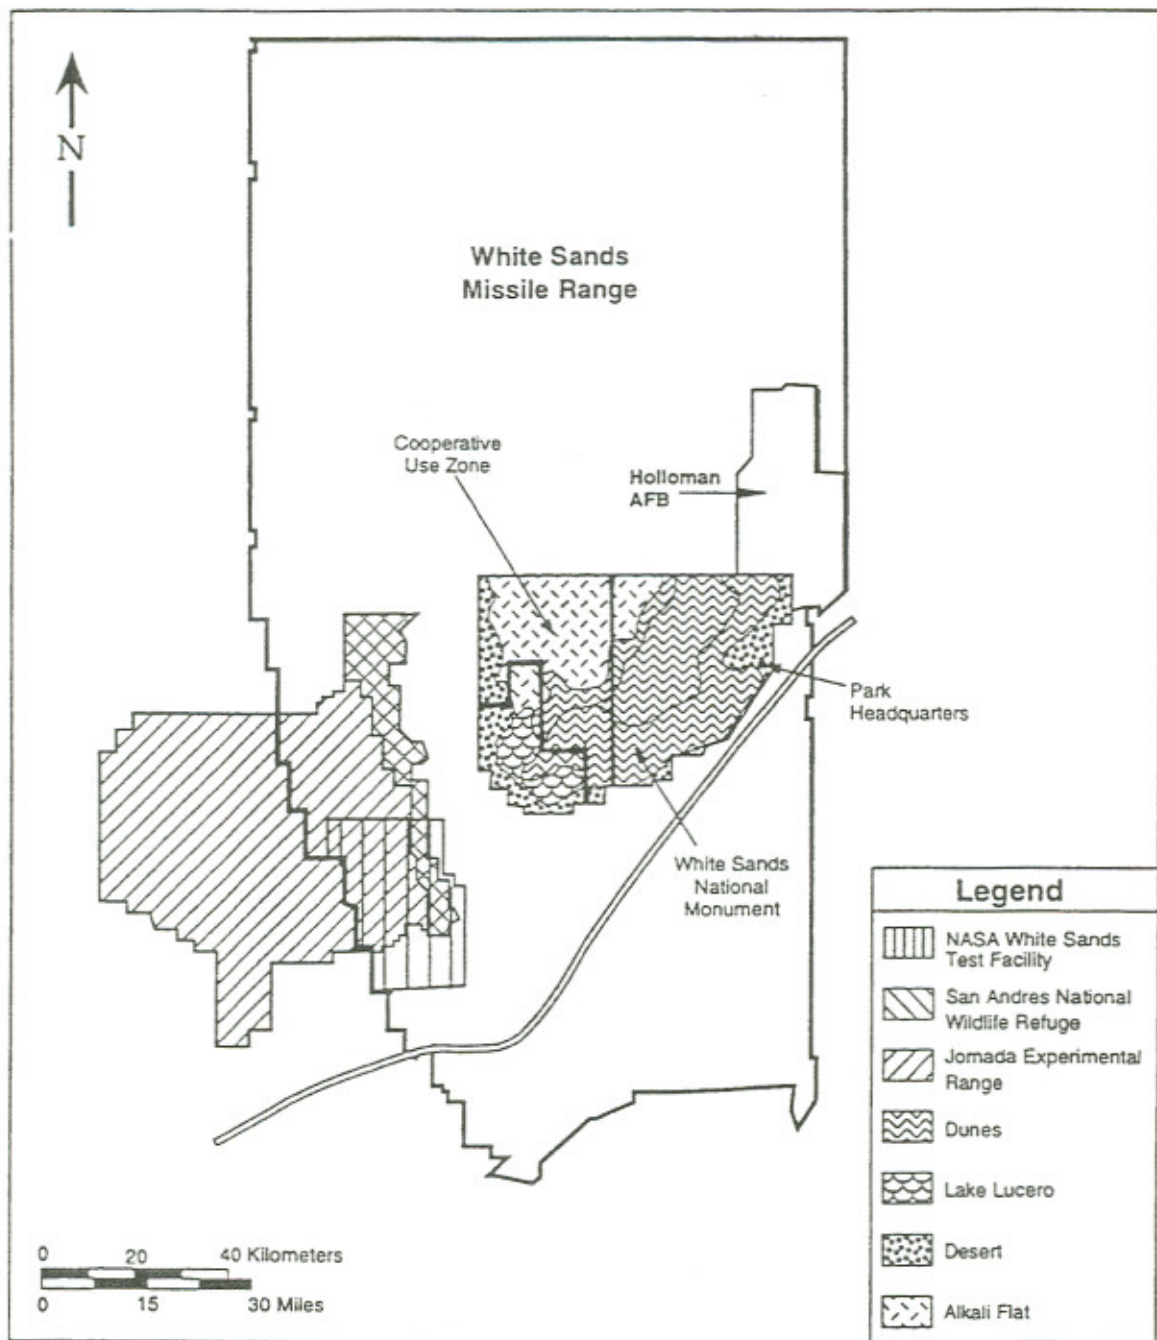 N
White Sands
Missile Range
Cooperative
Use Zone
Holloman
AFB
Park
Headquarters
White Sands
National
Monument
Legend
NASA White Sands
Test Facility
San Andres National
Wildlife Refuge
Jornada Experimental
Range
Dunes
Lake Lucero
Desert
Alkali Flat
0 20 40 Kilometers
0 15 30 Miles